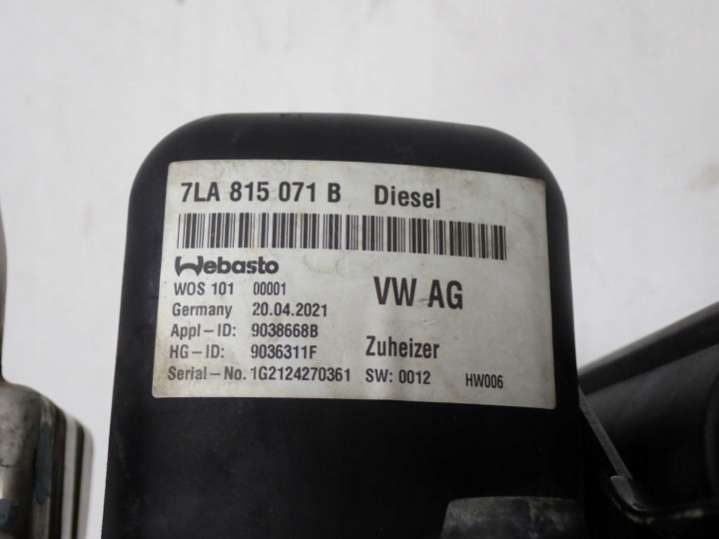 7LA 815 071 B Diesel
Webasto
WOS 101 00001 VW AG
Germany 20.04.2021
Appl-ID: 9038668B
HG-ID: 9036311F Zuheizer
Serial-No. 1G2124270361 SW: 0012 HW006